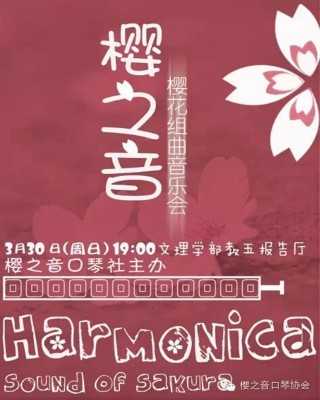 樱之音
樱花组曲音乐会
3月30日(周日) 19:00 文理学部教五报告厅
樱之音口琴社主办
Harmonica
Sound of Sakura
樱之音口琴协会